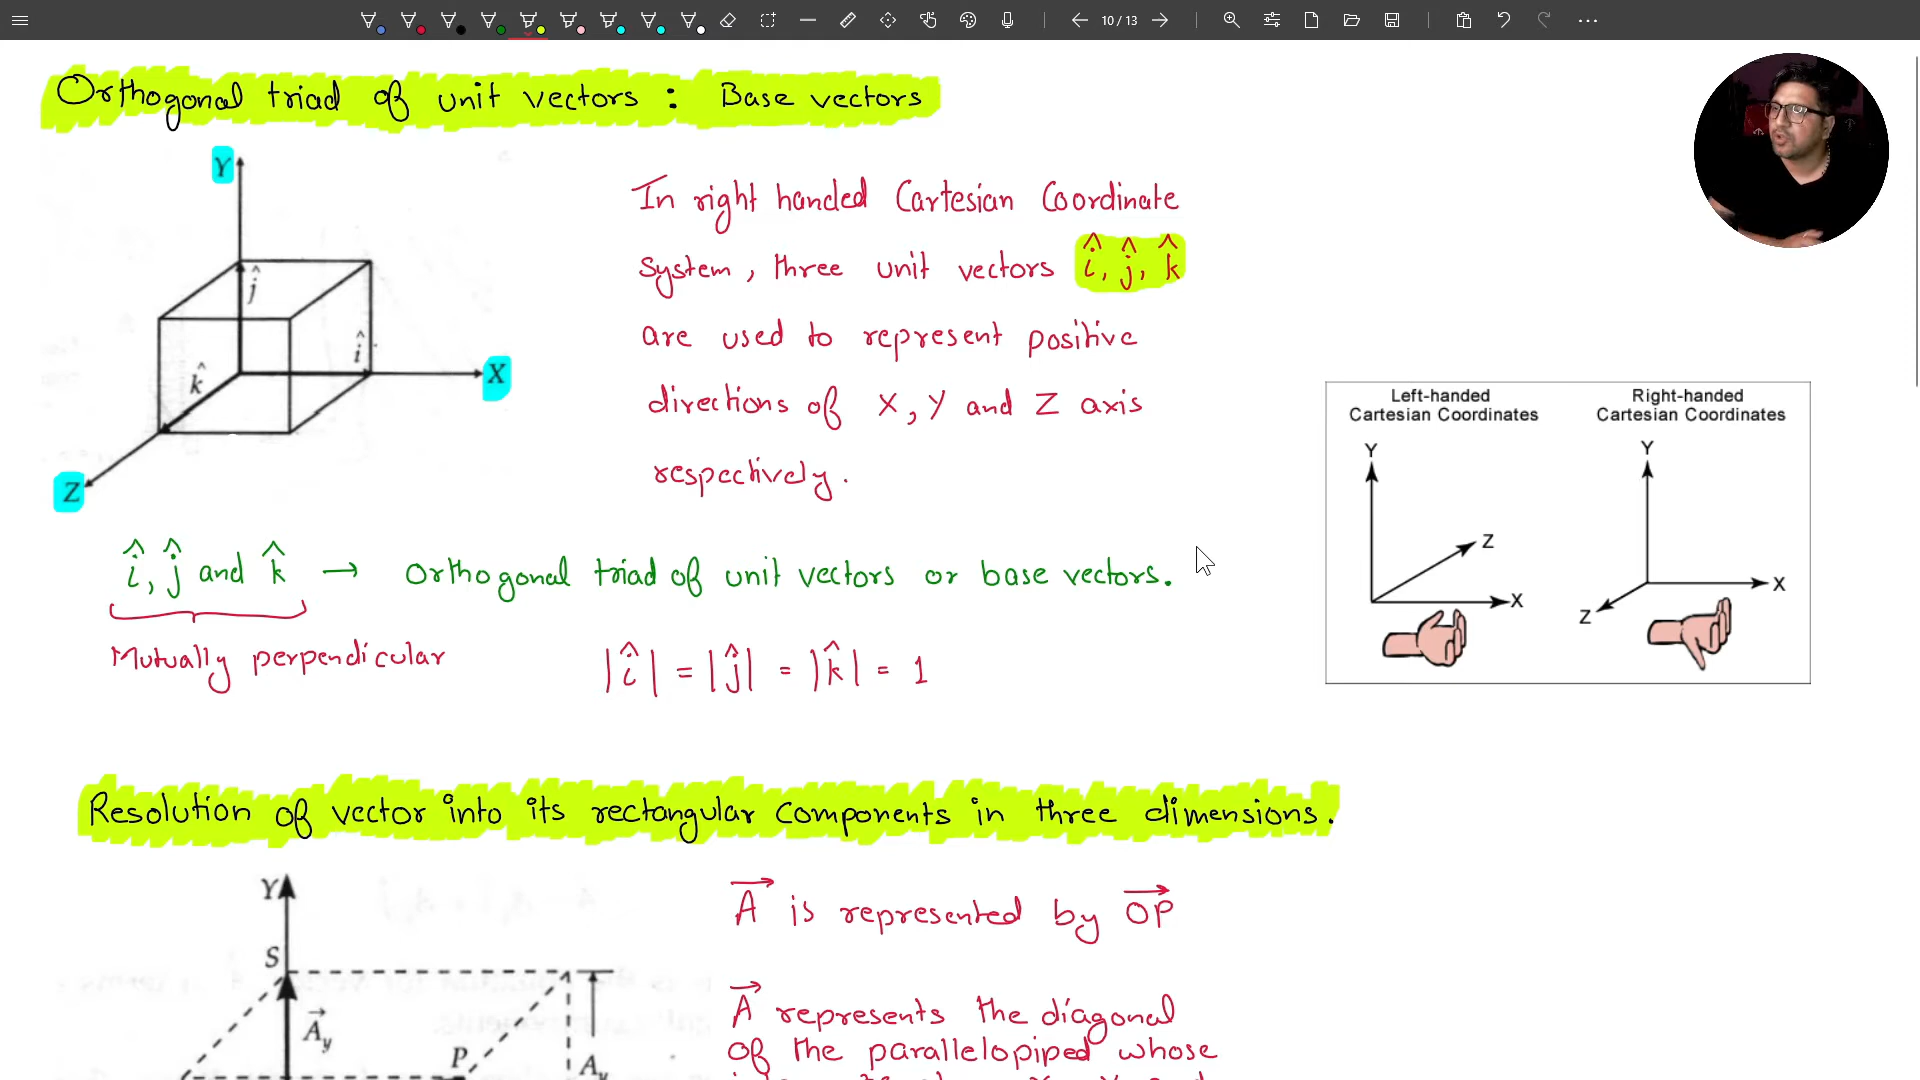 10 / 13
Orthogonal triad of unit vectors : Base vectors
Y
ĵ
î
k̂
X
Z
In right handed Cartesian Coordinate
system, three unit vectors î, ĵ, k̂
are used to represent positive
directions of X, Y and Z axis
respectively.
Left-handed
Cartesian Coordinates
Y
Z
X
Right-handed
Cartesian Coordinates
Y
X
Z
î, ĵ and k̂ → Orthogonal triad of unit vectors or base vectors.
Mutually perpendicular
|î| = |ĵ| = |k̂| = 1
Resolution of vector into its rectangular components in three dimensions.
Y
S
A⃗y
P
Ay
A⃗ is represented by OP⃗
A⃗ represents the diagonal
of the parallelopiped whose